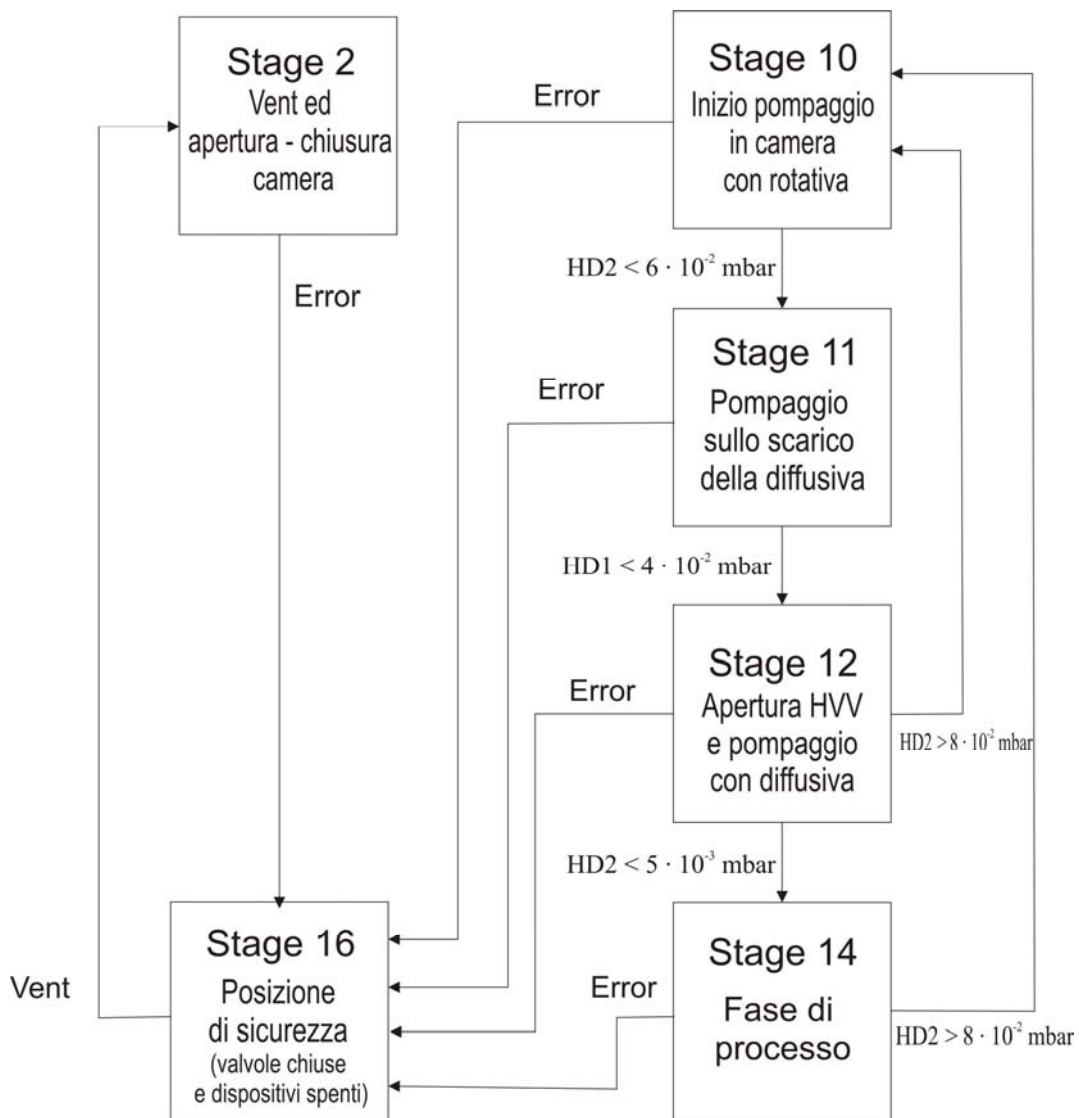 Stage 2
Vent ed
apertura - chiusura
camera
Error
Stage 10
Inizio pompaggio
in camera
con rotativa
Error
HD2 < 6 · 10⁻² mbar
Stage 11
Pompaggio
sullo scarico
della diffusiva
Error
HD1 < 4 · 10⁻² mbar
Stage 12
Apertura HVV
e pompaggio
con diffusiva
Error
HD2 > 8 · 10⁻² mbar
HD2 < 5 · 10⁻³ mbar
Stage 14
Fase di
processo
Error
HD2 > 8 · 10⁻² mbar
Stage 16
Posizione
di sicurezza
(valvole chiuse
e dispositivi spenti)
Vent